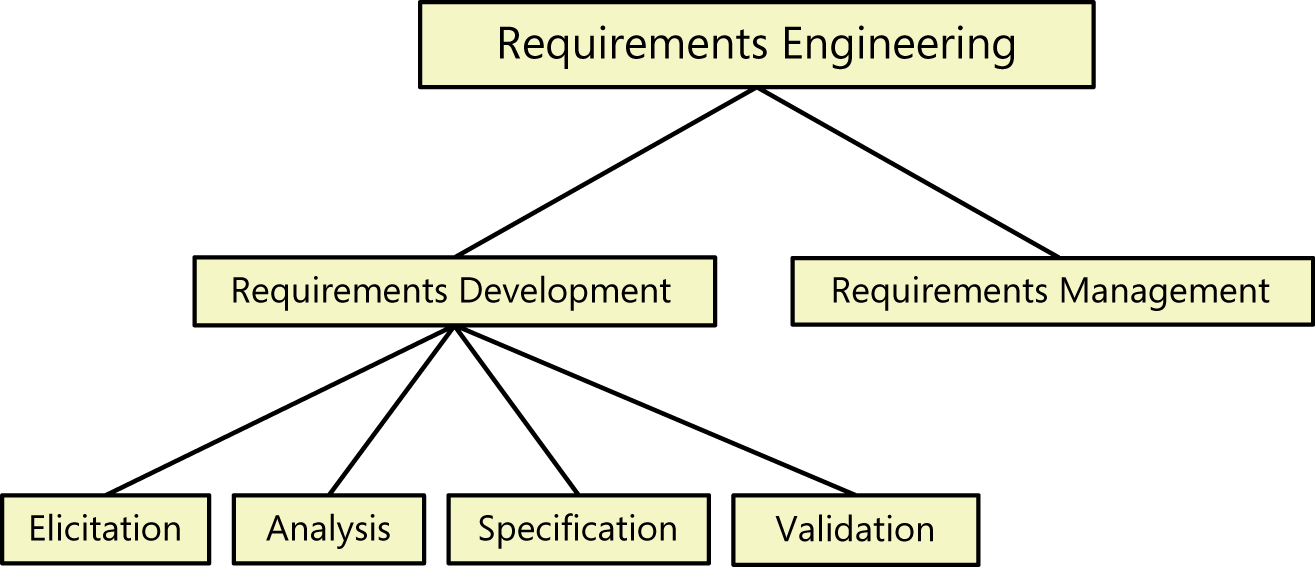 Requirements Engineering
Requirements Development
Requirements Management
Elicitation
Analysis
Specification
Validation